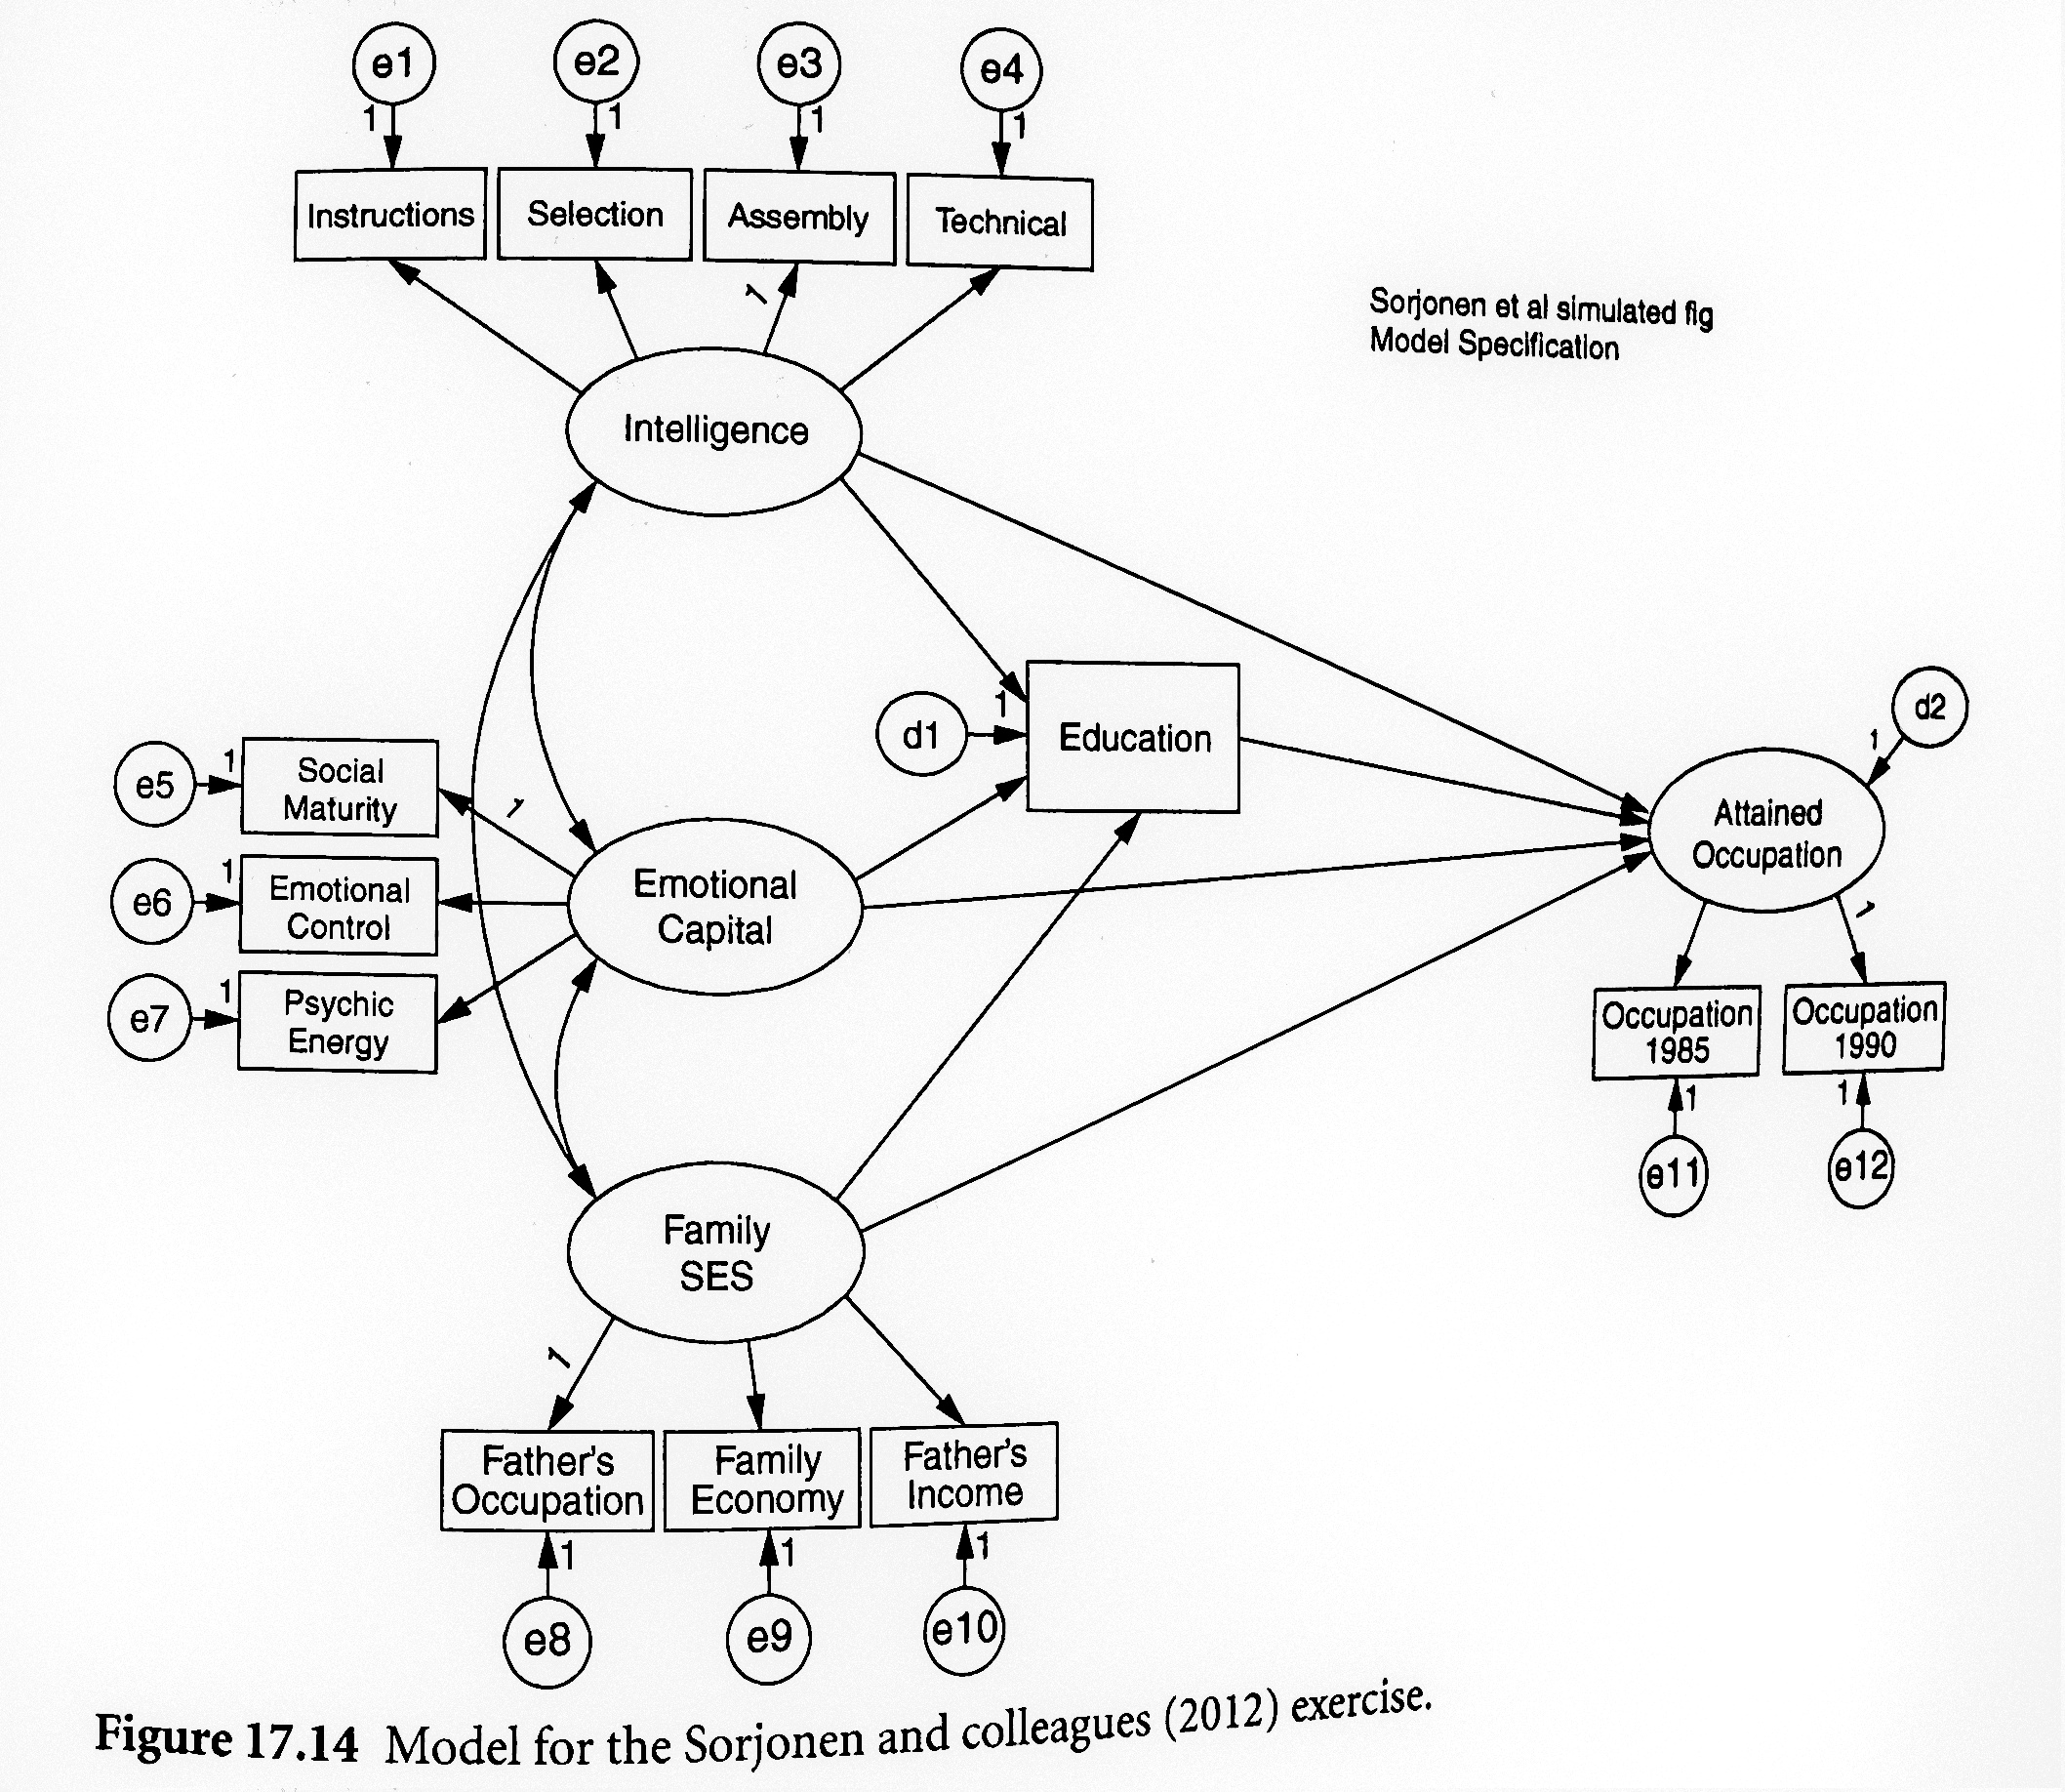 e1
e2
e3
e4
1
1
1
1
Instructions
Selection
Assembly
Technical
1
Sorjonen et al simulated fig
Model Specification
Intelligence
d1
1
Education
d2
1
Attained
Occupation
1
e5
1
Social
Maturity
1
e6
1
Emotional
Control
Emotional
Capital
e7
1
Psychic
Energy
Occupation
1985
Occupation
1990
1
1
e11
e12
Family
SES
1
Father's
Occupation
Family
Economy
Father's
Income
1
1
1
e8
e9
e10
Figure 17.14 Model for the Sorjonen and colleagues (2012) exercise.